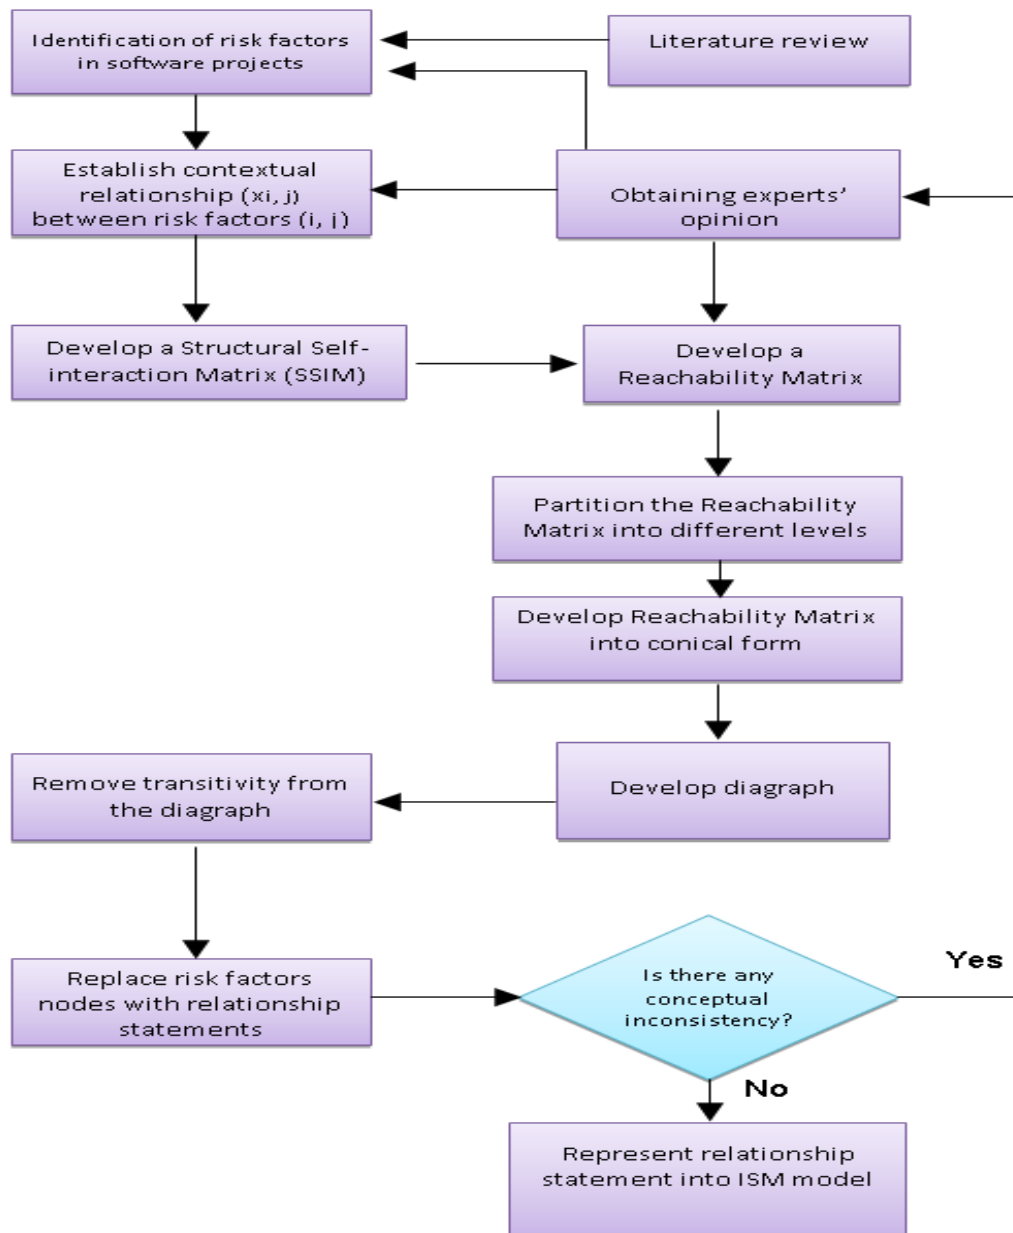 Identification of risk factors
in software projects
Literature review
Establish contextual
relationship (xi, j)
between risk factors (i, j)
Obtaining experts’
opinion
Develop a Structural Self-
interaction Matrix (SSIM)
Develop a
Reachability Matrix
Partition the Reachability
Matrix into different levels
Develop Reachability Matrix
into conical form
Remove transitivity from
the diagraph
Develop diagraph
Replace risk factors
nodes with relationship
statements
Is there any
conceptual
inconsistency?
Yes
No
Represent relationship
statement into ISM model